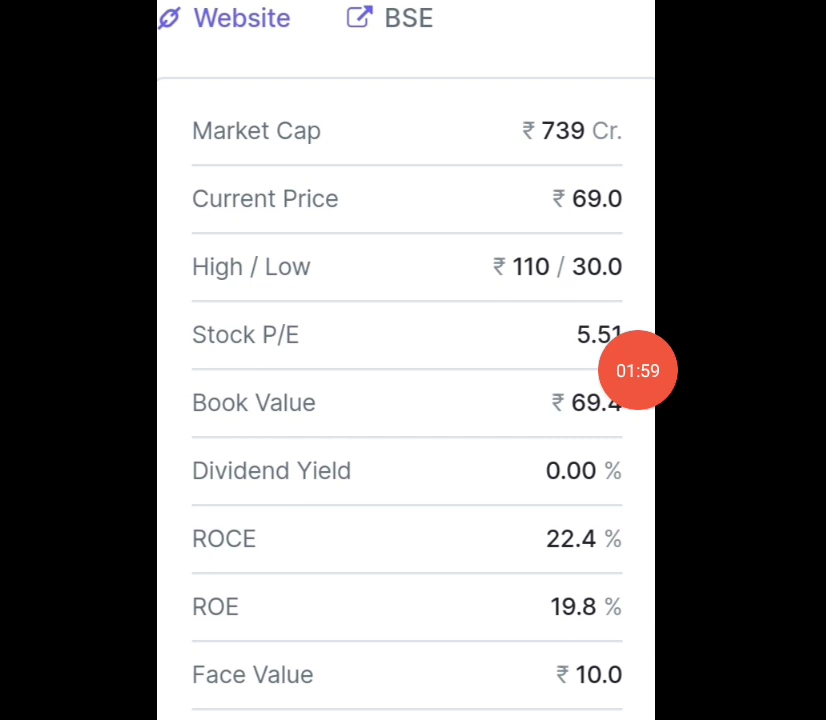 Website BSE
Market Cap ₹ 739 Cr.
Current Price ₹ 69.0
High / Low ₹ 110 / 30.0
Stock P/E 5.51
01:59
Book Value ₹ 69.4
Dividend Yield 0.00 %
ROCE 22.4 %
ROE 19.8 %
Face Value ₹ 10.0